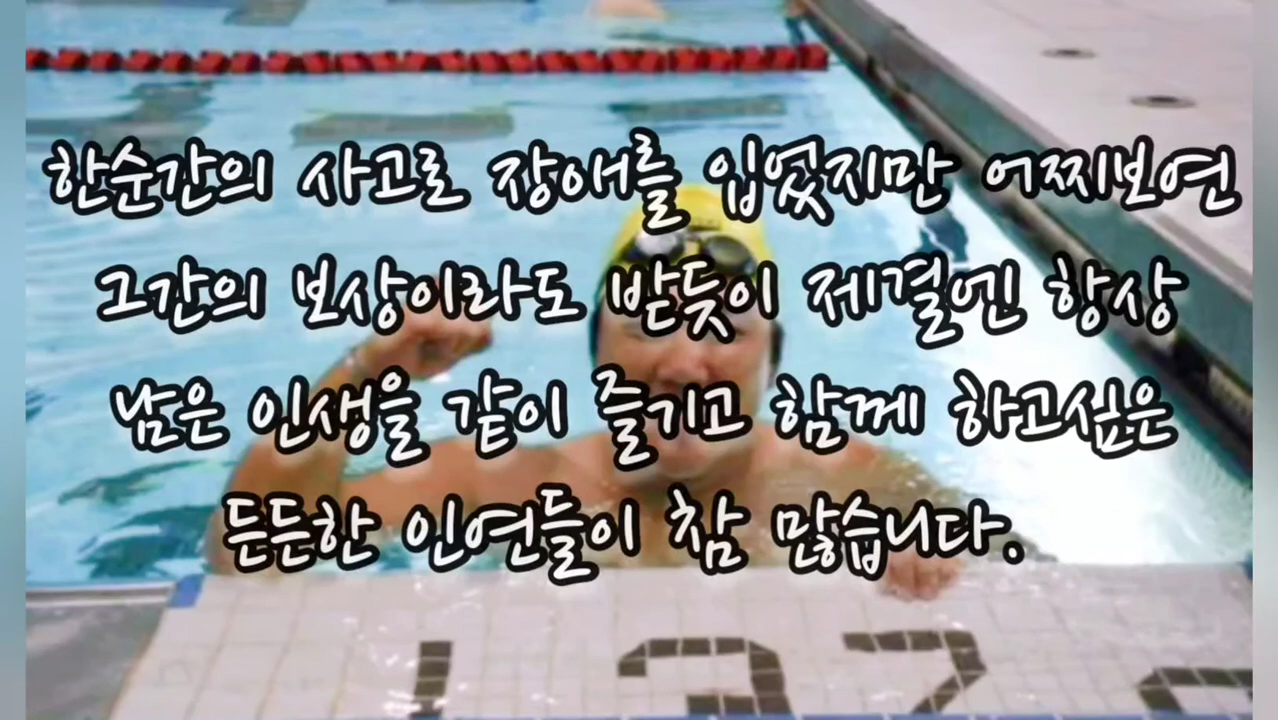 한순간의 사고로 장애를 입었지만 어찌보면
그간의 보상이라도 받듯이 제곁엔 항상
남은 인생을 같이 즐기고 함께 하고싶은
든든한 인연들이 참 많습니다.